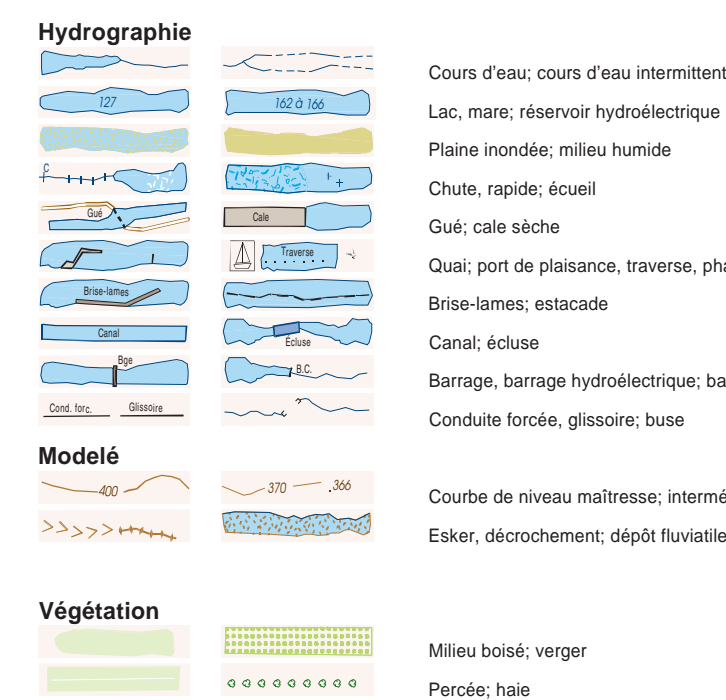 Hydrographie
Cours d'eau; cours d'eau intermittent
127 162 à 166 Lac, mare; réservoir hydroélectrique
Plaine inondée; milieu humide
C Chute, rapide; écueil
Gué Cale Gué; cale sèche
Traverse Quai; port de plaisance, traverse,
Brise-lames Brise-lames; estacade
Canal Écluse Canal; écluse
Bge B.C. Barrage, barrage hydroélectrique;
Cond. forc. Glissoire Conduite forcée, glissoire; buse
Modelé
400 370 .366 Courbe de niveau maîtresse;
Esker, décrochement; dépôt fluviatile
Végétation
Milieu boisé; verger
Percée; haie